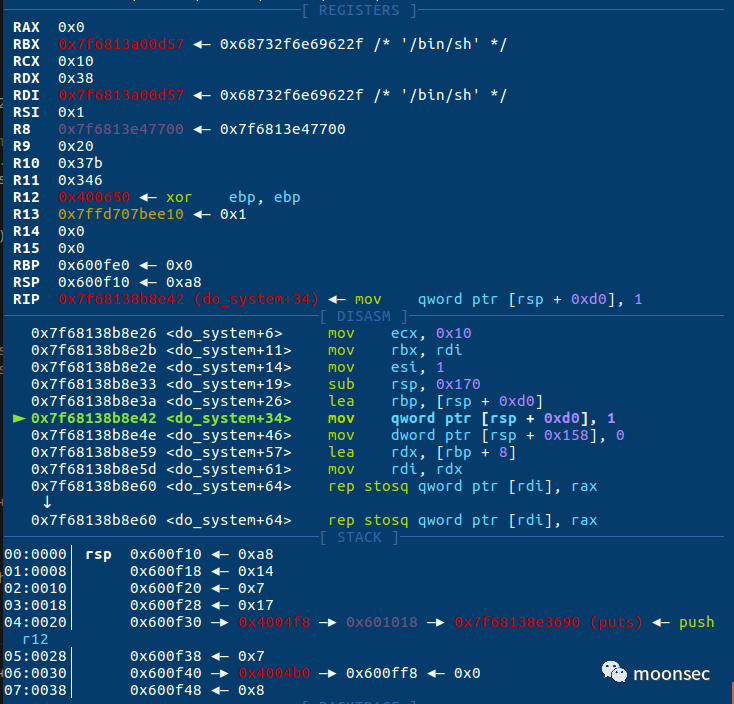 [ REGISTERS ]
RAX 0x0
RBX 0x7f6813a00d57 ◂— 0x68732f6e69622f /* '/bin/sh' */
RCX 0x10
RDX 0x38
RDI 0x7f6813a00d57 ◂— 0x68732f6e69622f /* '/bin/sh' */
RSI 0x1
R8 0x7f6813e47700 ◂— 0x7f6813e47700
R9 0x20
R10 0x37b
R11 0x346
R12 0x400650 ◂— xor ebp, ebp
R13 0x7ffd707bee10 ◂— 0x1
R14 0x0
R15 0x0
RBP 0x600fe0 ◂— 0x0
RSP 0x600f10 ◂— 0xa8
RIP 0x7f68138b8e42 (do_system+34) ◂— mov qword ptr [rsp + 0xd0], 1
[ DISASM ]
0x7f68138b8e26 <do_system+6> mov ecx, 0x10
0x7f68138b8e2b <do_system+11> mov rbx, rdi
0x7f68138b8e2e <do_system+14> mov esi, 1
0x7f68138b8e33 <do_system+19> sub rsp, 0x170
0x7f68138b8e3a <do_system+26> lea rbp, [rsp + 0xd0]
► 0x7f68138b8e42 <do_system+34> mov qword ptr [rsp + 0xd0], 1
0x7f68138b8e4e <do_system+46> mov dword ptr [rsp + 0x158], 0
0x7f68138b8e59 <do_system+57> lea rdx, [rbp + 8]
0x7f68138b8e5d <do_system+61> mov rdi, rdx
0x7f68138b8e60 <do_system+64> rep stosq qword ptr [rdi], rax
↓
0x7f68138b8e60 <do_system+64> rep stosq qword ptr [rdi], rax
[ STACK ]
00:0000│ rsp 0x600f10 ◂— 0xa8
01:0008│ 0x600f18 ◂— 0x14
02:0010│ 0x600f20 ◂— 0x7
03:0018│ 0x600f28 ◂— 0x17
04:0020│ 0x600f30 —▸ 0x4004f8 —▸ 0x601018 —▸ 0x7f68138e3690 (puts) ◂— push
r12
05:0028│ 0x600f38 ◂— 0x7
06:0030│ 0x600f40 —▸ 0x4004b0 —▸ 0x600ff8 ◂— 0x0
07:0038│ 0x600f48 ◂— 0x8
moonsec